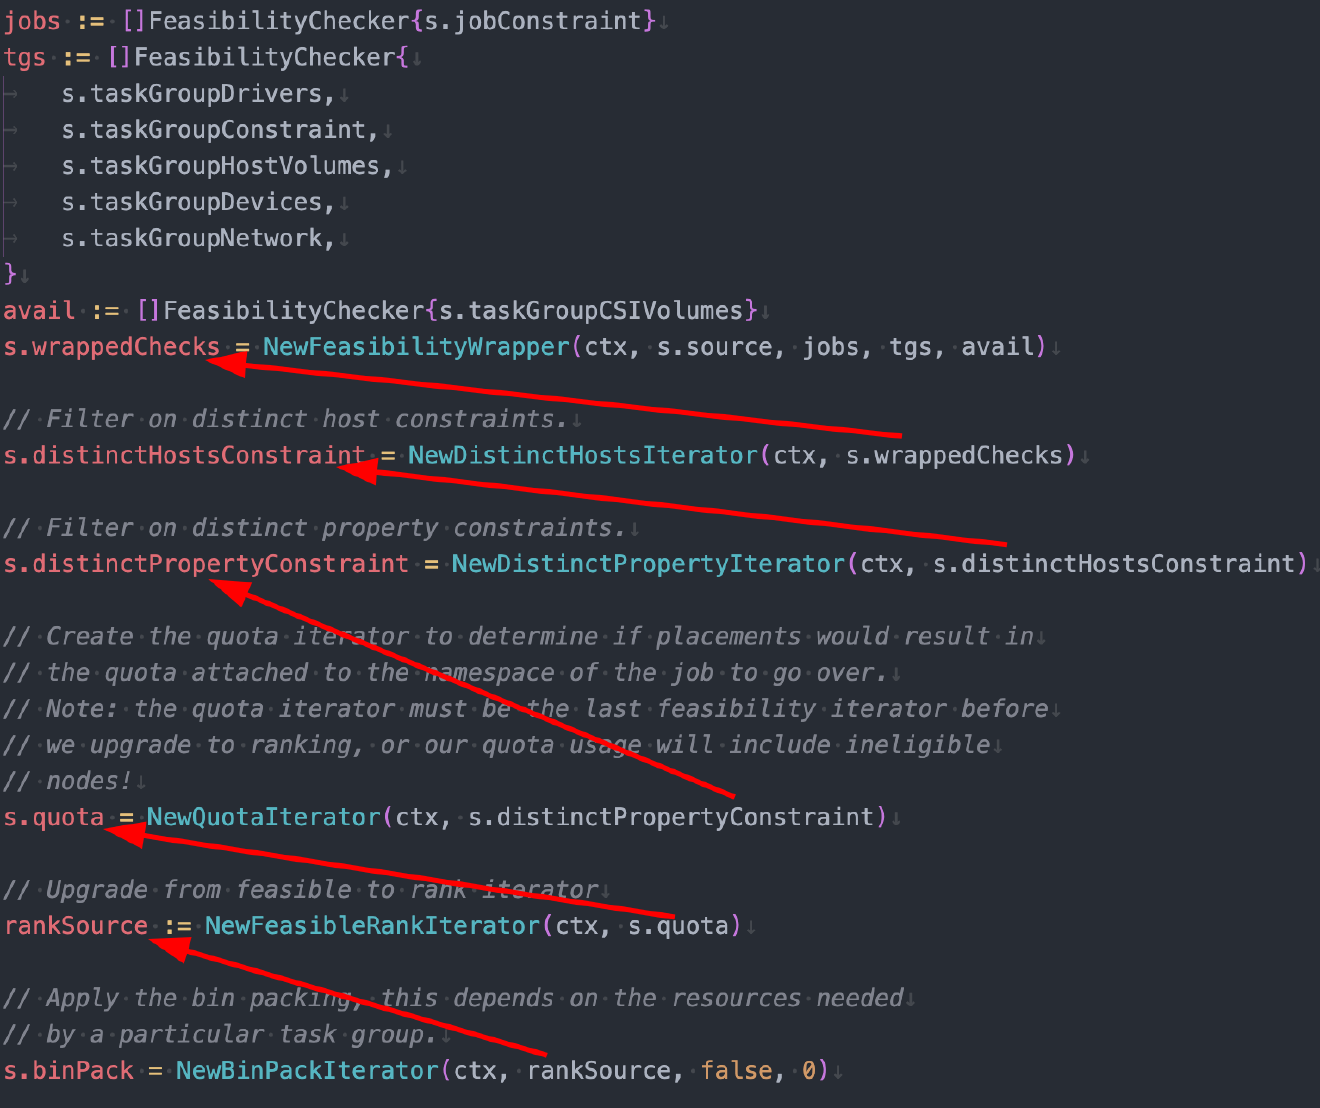 jobs := []FeasibilityChecker{s.jobConstraint}
tgs := []FeasibilityChecker{
s.taskGroupDrivers,
s.taskGroupConstraint,
s.taskGroupHostVolumes,
s.taskGroupDevices,
s.taskGroupNetwork,
}
avail := []FeasibilityChecker{s.taskGroupCSIVolumes}
s.wrappedChecks = NewFeasibilityWrapper(ctx, s.source, jobs, tgs, avail)
// Filter on distinct host constraints.
s.distinctHostsConstraint = NewDistinctHostsIterator(ctx, s.wrappedChecks)
// Filter on distinct property constraints.
s.distinctPropertyConstraint = NewDistinctPropertyIterator(ctx, s.distinctHostsConstraint)
// Create the quota iterator to determine if placements would result in
// the quota attached to the namespace of the job to go over.
// Note: the quota iterator must be the last feasibility iterator before
// we upgrade to ranking, or our quota usage will include ineligible
// nodes!
s.quota = NewQuotaIterator(ctx, s.distinctPropertyConstraint)
// Upgrade from feasible to rank iterator
rankSource := NewFeasibleRankIterator(ctx, s.quota)
// Apply the bin packing, this depends on the resources needed
// by a particular task group.
s.binPack = NewBinPackIterator(ctx, rankSource, false, 0)